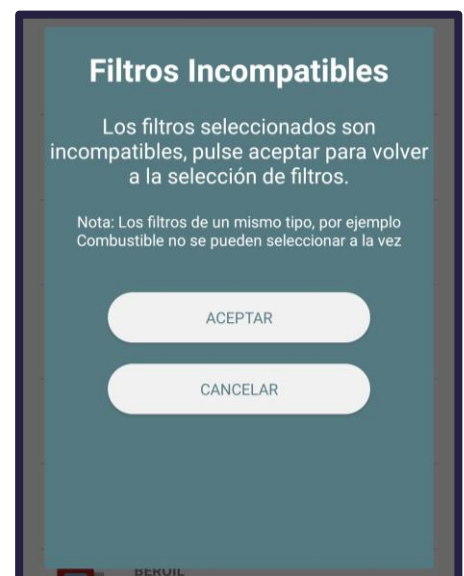 Filtros Incompatibles
Los filtros seleccionados son
incompatibles, pulse aceptar para volver
a la selección de filtros.
Nota: Los filtros de un mismo tipo, por ejemplo
Combustible no se pueden seleccionar a la vez
ACEPTAR
CANCELAR